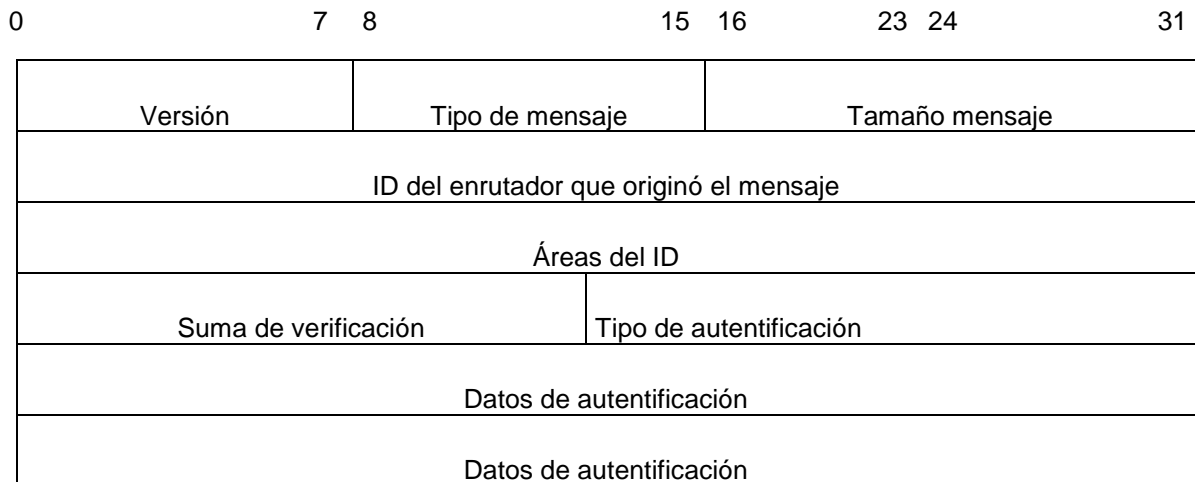 0 7 8 15 16 23 24 31
Versión Tipo de mensaje Tamaño mensaje
ID del enrutador que originó el mensaje
Áreas del ID
Suma de verificación Tipo de autentificación
Datos de autentificación
Datos de autentificación